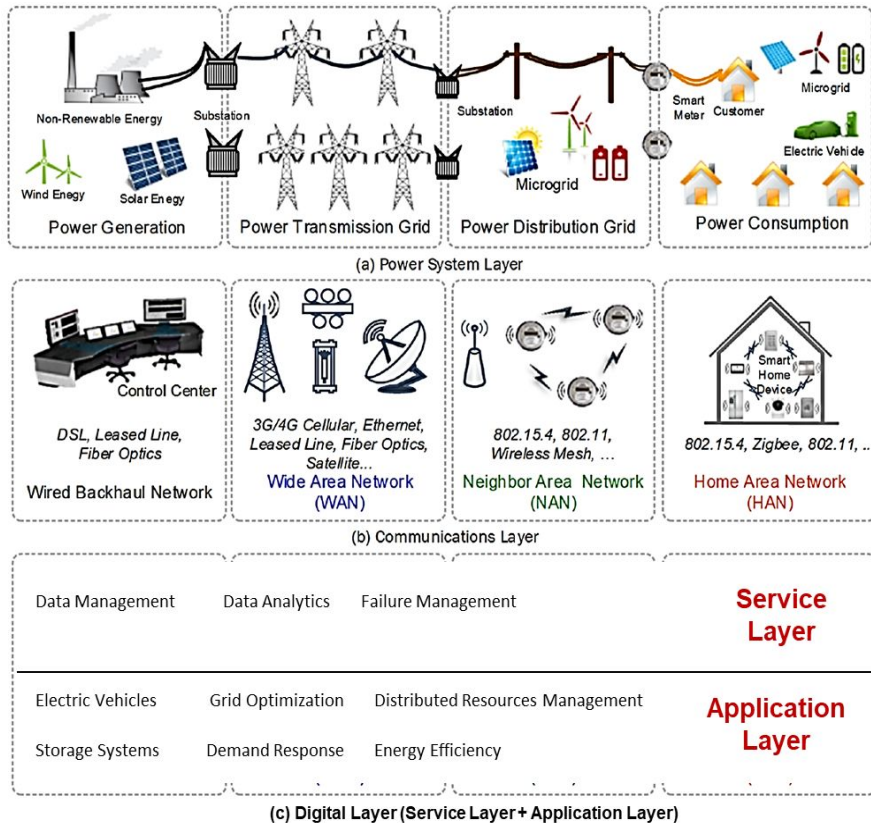 Non-Renewable Energy
Substation
Wind Enegy
Solar Enegy
Power Generation
Power Transmission Grid
Substation
Microgrid
Power Distribution Grid
Smart
Meter
Customer
Microgrid
Electric Vehicle
Power Consumption
(a) Power System Layer
Control Center
DSL, Leased Line,
Fiber Optics
Wired Backhaul Network
3G/4G Cellular, Ethernet,
Leased Line, Fiber Optics,
Satellite...
Wide Area Network
(WAN)
802.15.4, 802.11,
Wireless Mesh, ...
Neighbor Area Network
(NAN)
Smart
Home
Device
802.15.4, Zigbee, 802.11, ..
Home Area Network
(HAN)
(b) Communications Layer
Data Management Data Analytics Failure Management
Service
Layer
Electric Vehicles Grid Optimization Distributed Resources Management
Storage Systems Demand Response Energy Efficiency
Application
Layer
(c) Digital Layer (Service Layer + Application Layer)